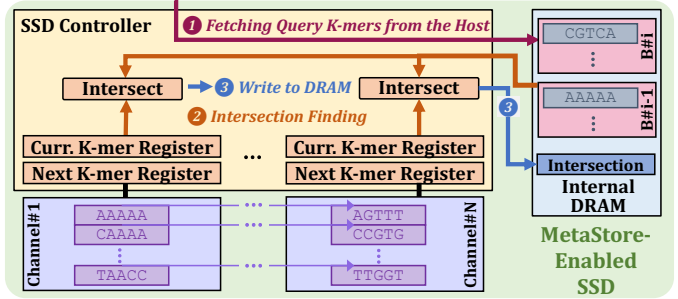 SSD Controller
1 Fetching Query K-mers from the Host
CGTCA
⋮
B#i
Intersect
3 Write to DRAM
Intersect
3
AAAAA
⋮
B#i-1
2 Intersection Finding
Curr. K-mer Register
...
Curr. K-mer Register
Next K-mer Register
Next K-mer Register
Intersection
Internal
DRAM
Channel#1
AAAAA
...
AGTTT
CAAAA
...
CCGTG
⋮
⋮
TAACC
...
TTGGT
Channel#N
MetaStore-
Enabled
SSD